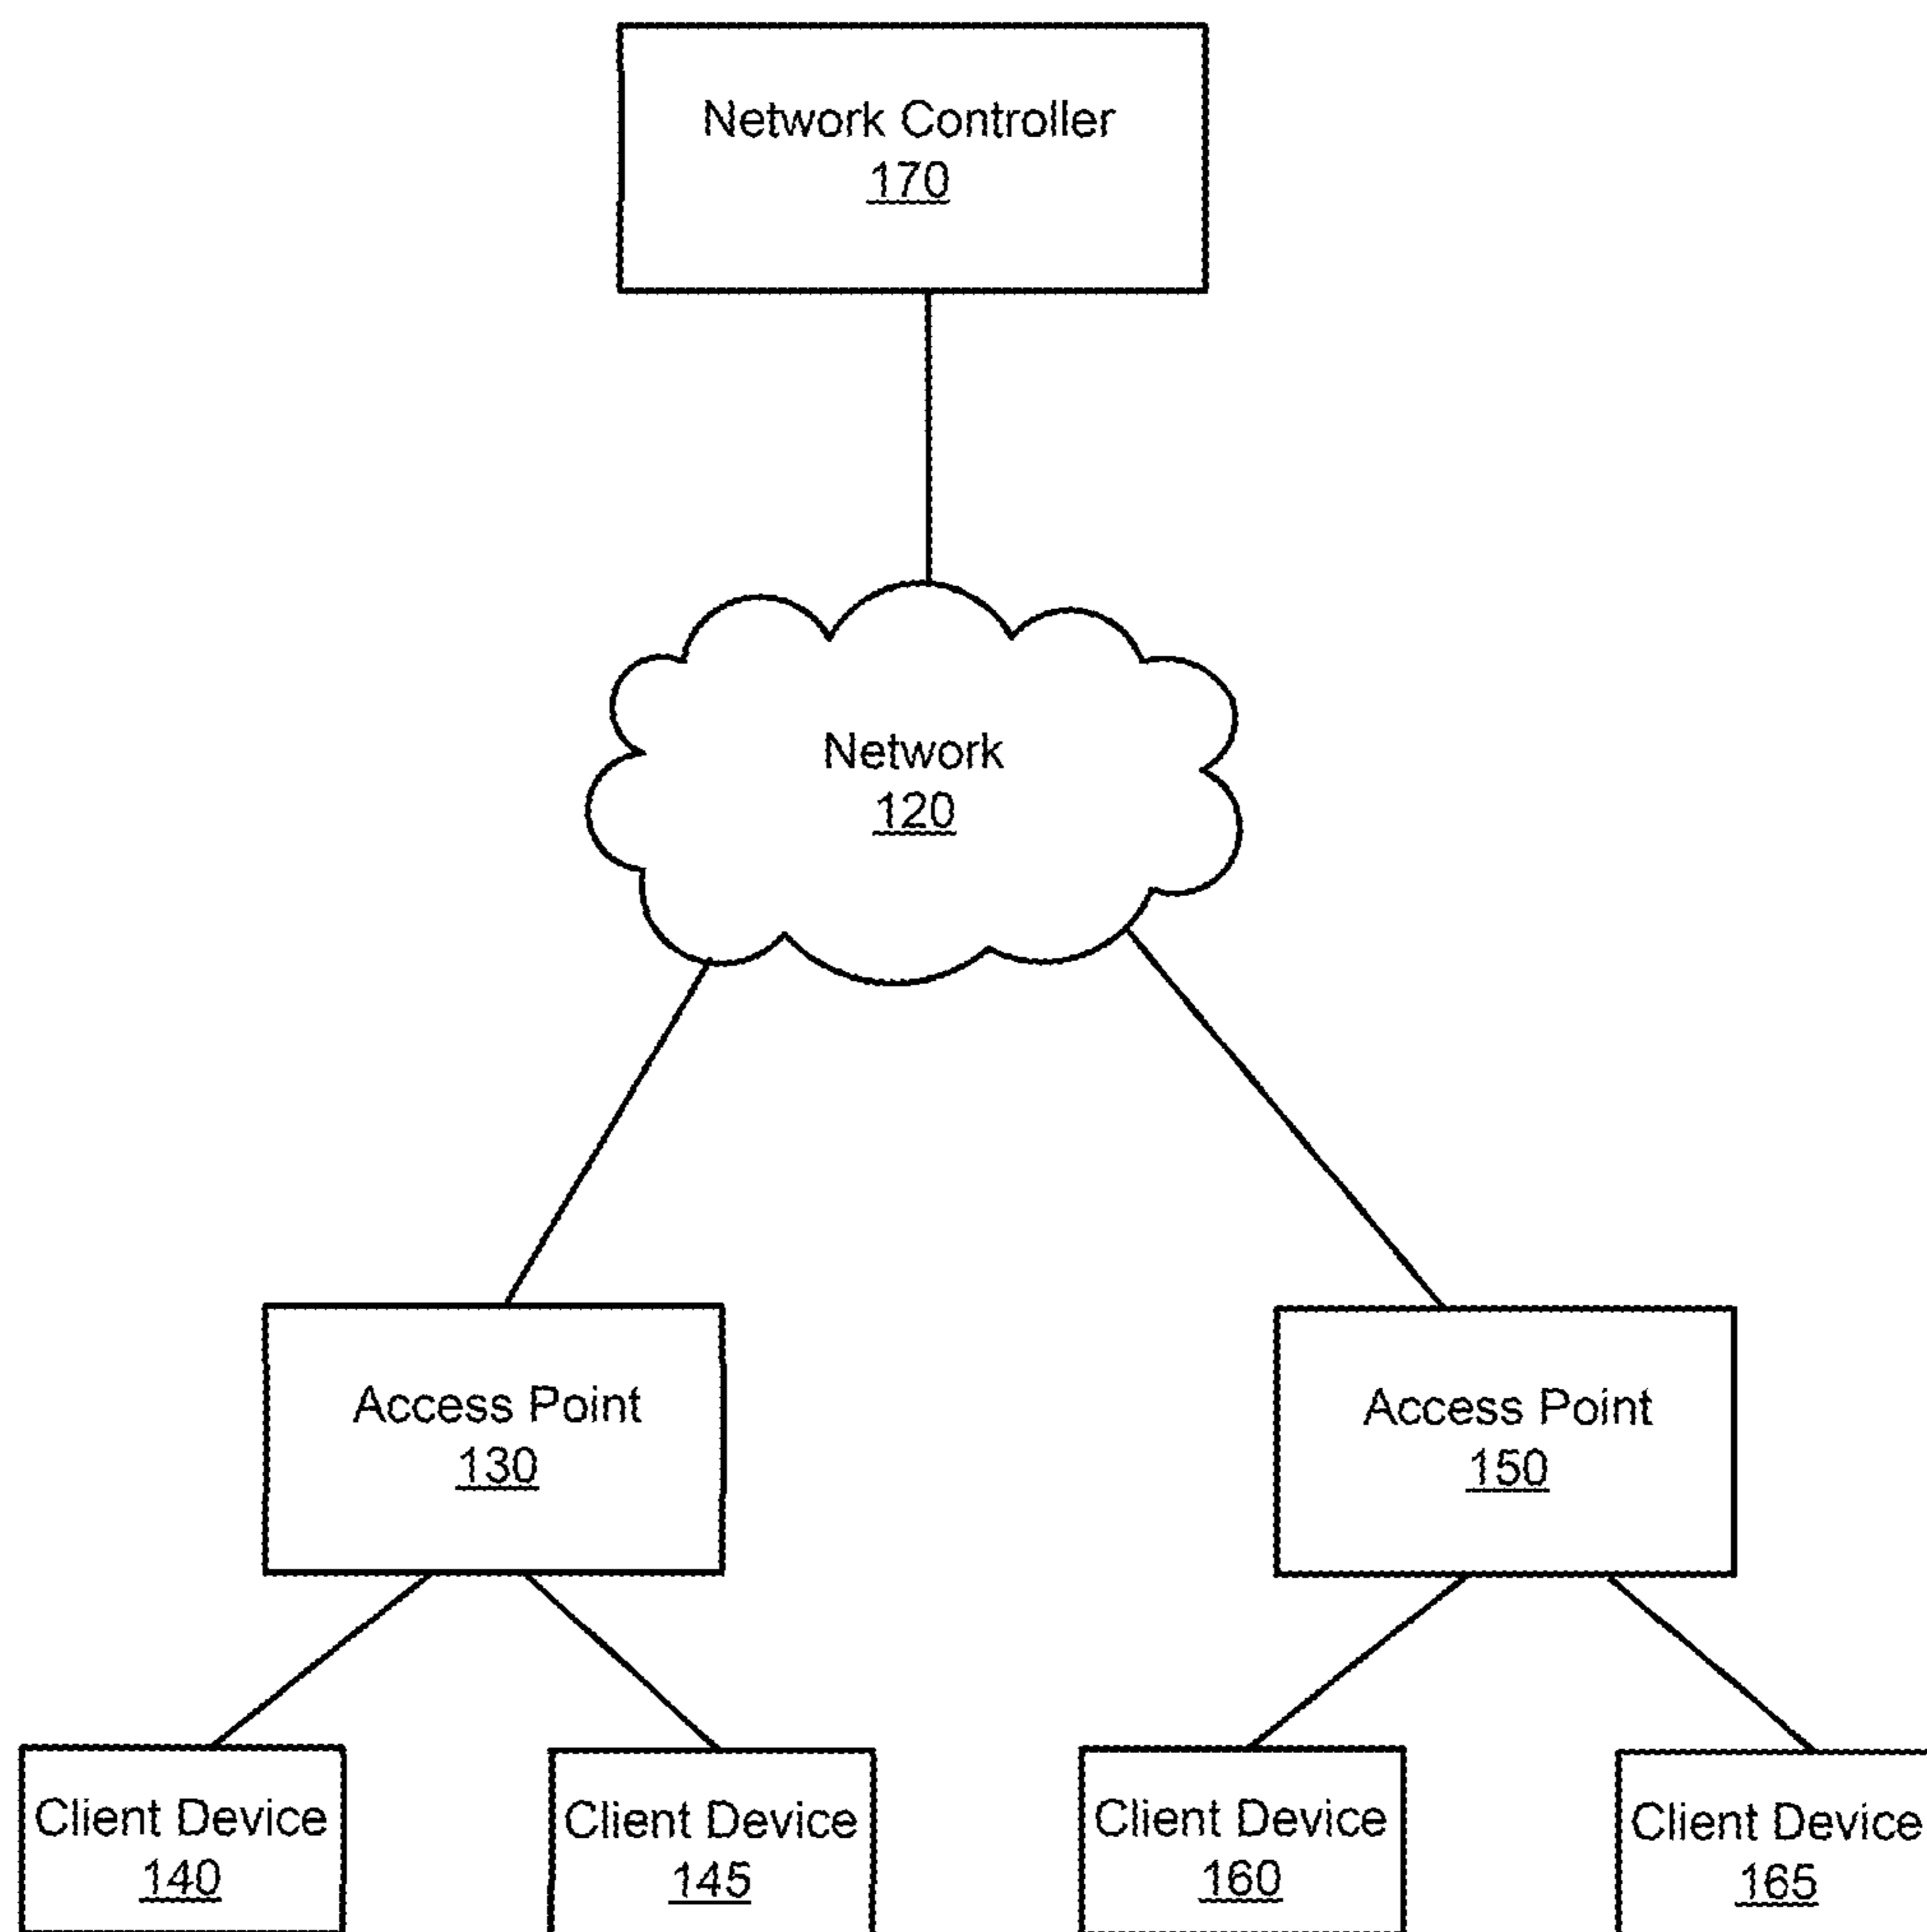 Network Controller
170
Network
120
Access Point
130
Access Point
150
Client Device
140
Client Device
145
Client Device
160
Client Device
165